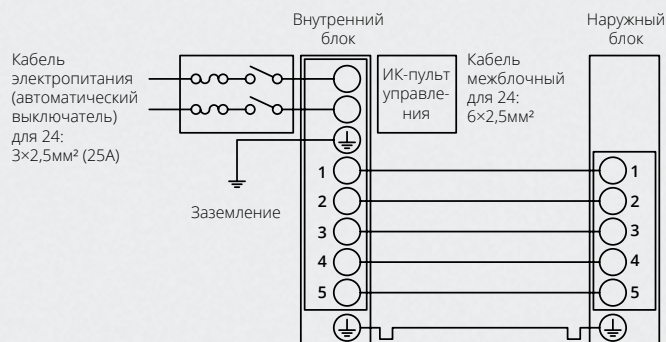 Внутренний
блок
Наружный
блок
Кабель
электропитания
(автоматический
выключатель)
для 24:
3×2,5мм² (25А)
ИК-пульт
управле-
ния
Кабель
межблочный
для 24:
6×2,5мм²
Заземление
1
2
3
4
5
1
2
3
4
5